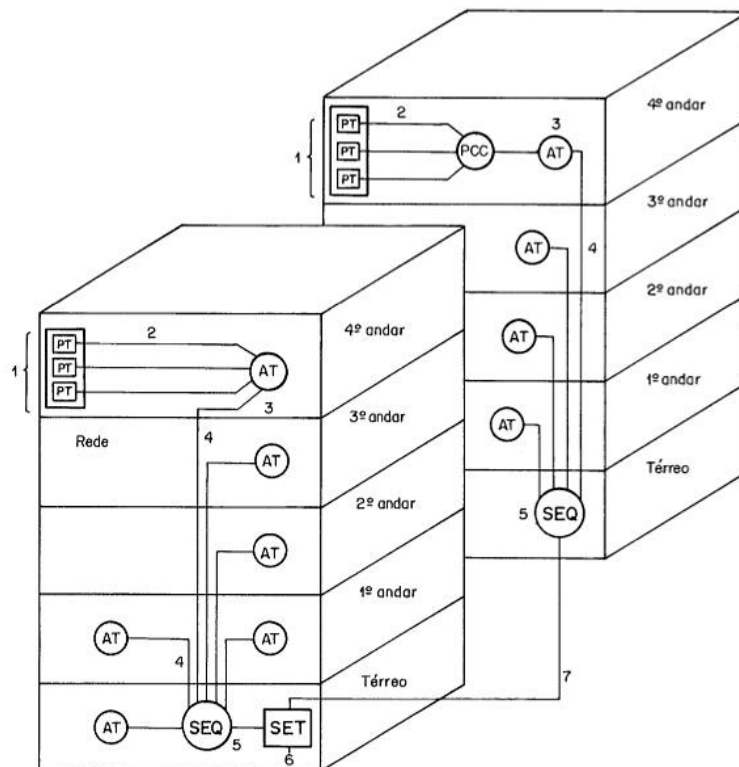 4º andar
2
3
PT
1
PT
PCC
AT
PT
3º andar
AT
4
2º andar
AT
1º andar
AT
Térreo
5
SEQ
7
4º andar
2
PT
1
PT
AT
PT
3
3º andar
Rede
4
AT
2º andar
AT
1º andar
AT
AT
4
Térreo
AT
SEQ
SET
5
6